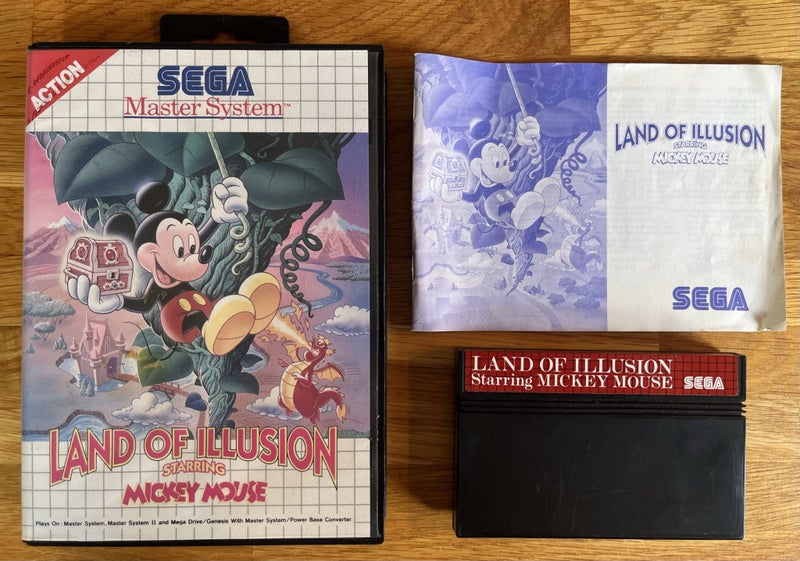 ACTION
SEGA
Master System™
LAND OF ILLUSION
STARRING
MICKEY MOUSE
Plays On: Master System, Master System II and Mega Drive/Genesis With Master System/Power Base Converter
LAND OF ILLUSION
STARRING
MICKEY MOUSE
SEGA
LAND OF ILLUSION
Starring MICKEY MOUSE
SEGA